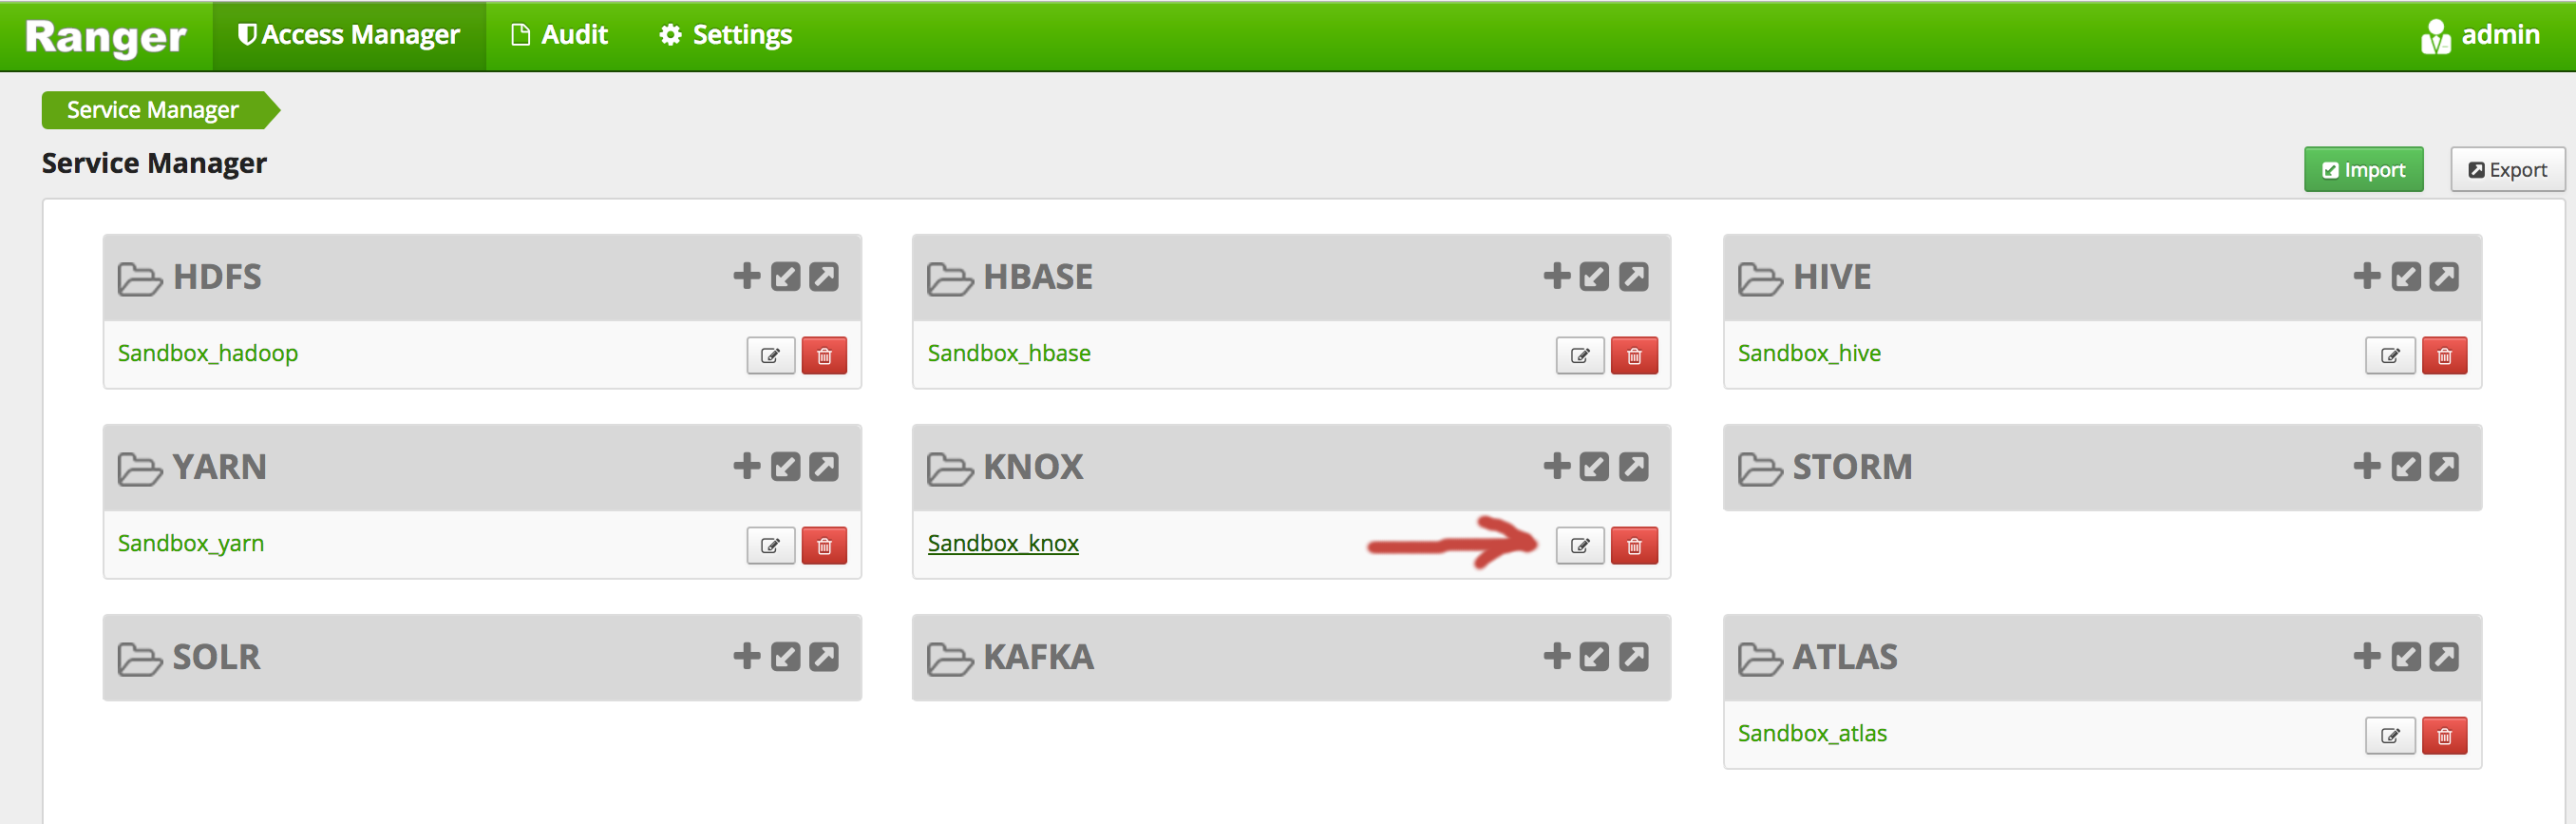 Ranger Access Manager Audit Settings admin
Service Manager
Service Manager Import Export
HDFS HBASE HIVE
Sandbox_hadoop Sandbox_hbase Sandbox_hive
YARN KNOX STORM
Sandbox_yarn Sandbox_knox
SOLR KAFKA ATLAS
Sandbox_atlas